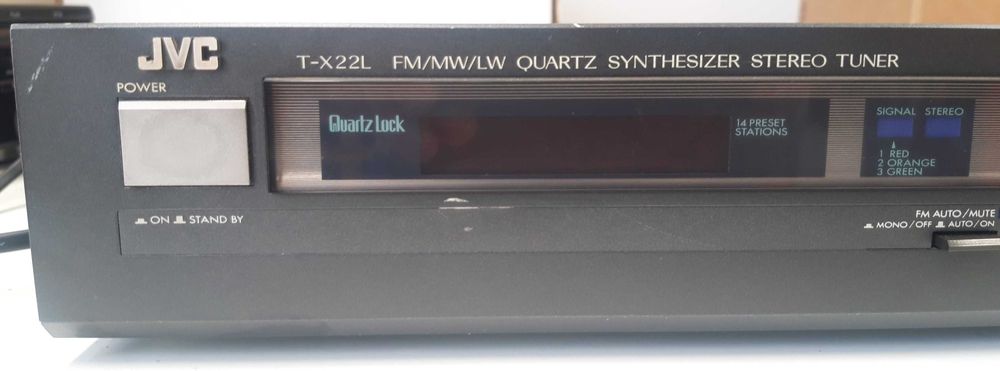 JVC
T-X22L FM/MW/LW QUARTZ SYNTHESIZER STEREO TUNER
POWER
Quartz Lock
14 PRESET
STATIONS
SIGNAL STEREO
1 RED
2 ORANGE
3 GREEN
ON STAND BY
FM AUTO/MUTE
MONO/OFF AUTO/ON